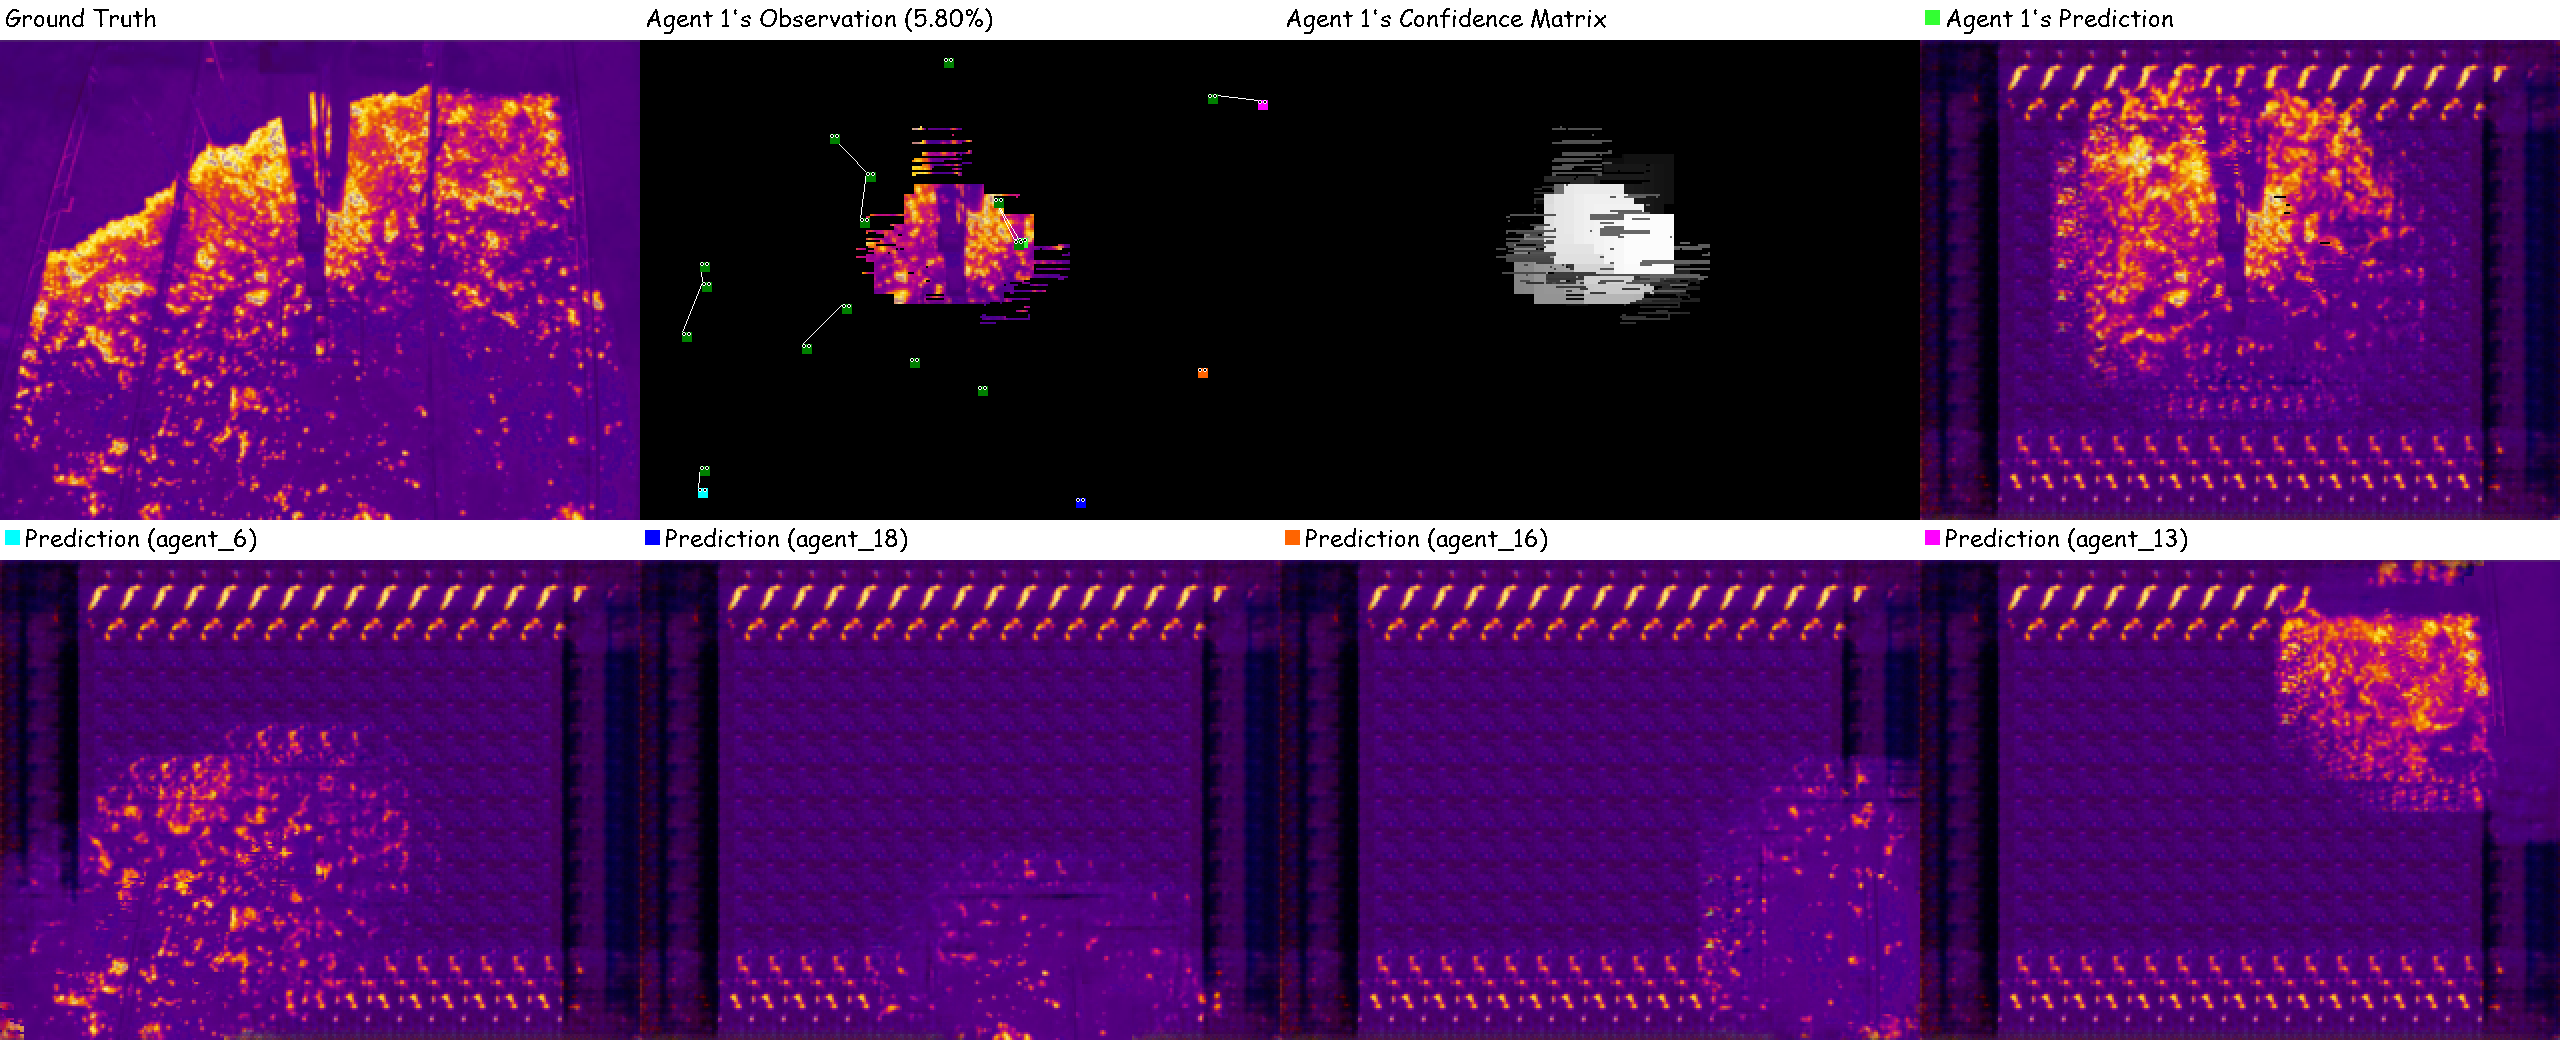 Ground Truth
Agent 1's Observation (5.80%)
Agent 1's Confidence Matrix
Agent 1's Prediction
Prediction (agent_6)
Prediction (agent_18)
Prediction (agent_16)
Prediction (agent_13)